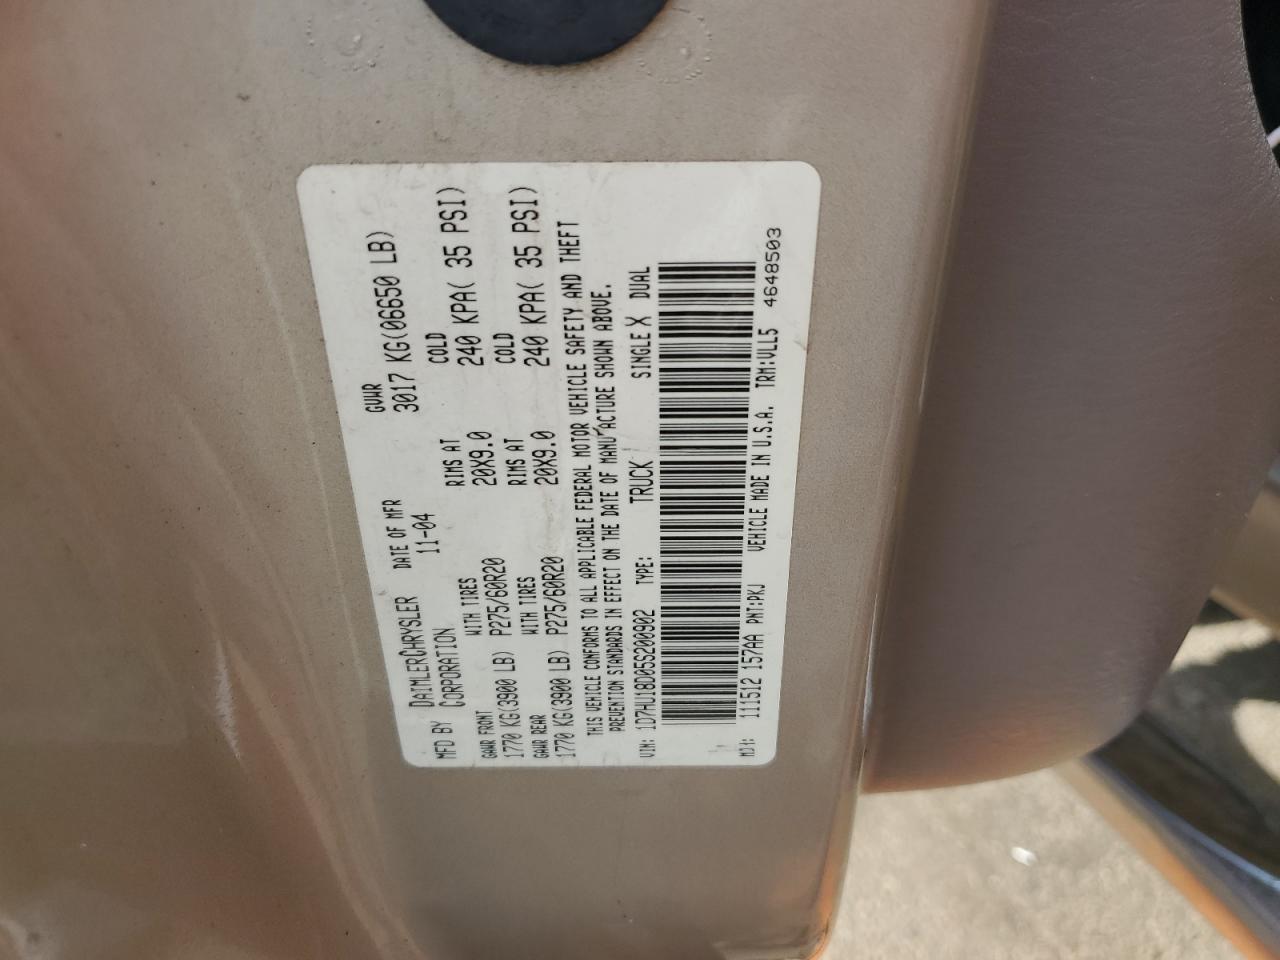 MFD BY DAIMLERCHRYSLER CORPORATION DATE OF MFR 11-04 GVWR 3017 KG(06650 LB)
GAWR FRONT WITH TIRES RIMS AT COLD
1770 KG(3900 LB) P275/60R20 20X9.0 240 KPA( 35 PSI)
GAWR REAR WITH TIRES RIMS AT COLD
1770 KG(3900 LB) P275/60R20 20X9.0 240 KPA( 35 PSI)
THIS VEHICLE CONFORMS TO ALL APPLICABLE FEDERAL MOTOR VEHICLE SAFETY AND THEFT
PREVENTION STANDARDS IN EFFECT ON THE DATE OF MANUFACTURE SHOWN ABOVE.
VIN: 1D7HU18D05S200902 TYPE: TRUCK SINGLE X DUAL
MDH: 111512 157AA PNT:PKJ VEHICLE MADE IN U.S.A. TRM:VLL5 4648503